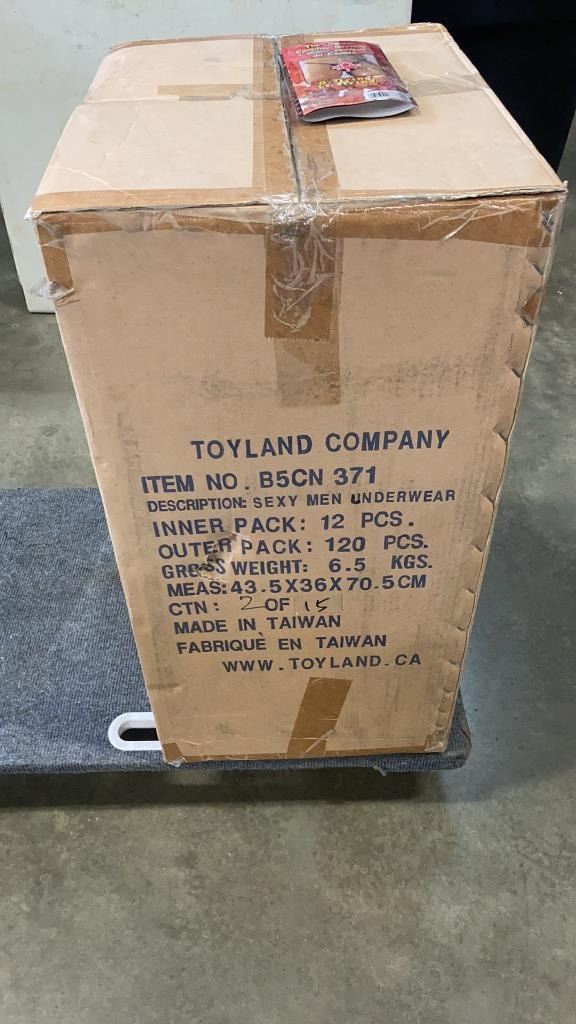 TOYLAND COMPANY
ITEM NO. B5CN 371
DESCRIPTION: SEXY MEN UNDERWEAR
INNER PACK: 12 PCS.
OUTER PACK: 120 PCS.
GROSS WEIGHT: 6.5 KGS.
MEAS: 43.5X36X70.5CM
CTN: 2 OF 15
MADE IN TAIWAN
FABRIQUÈ EN TAIWAN
WWW.TOYLAND.CA